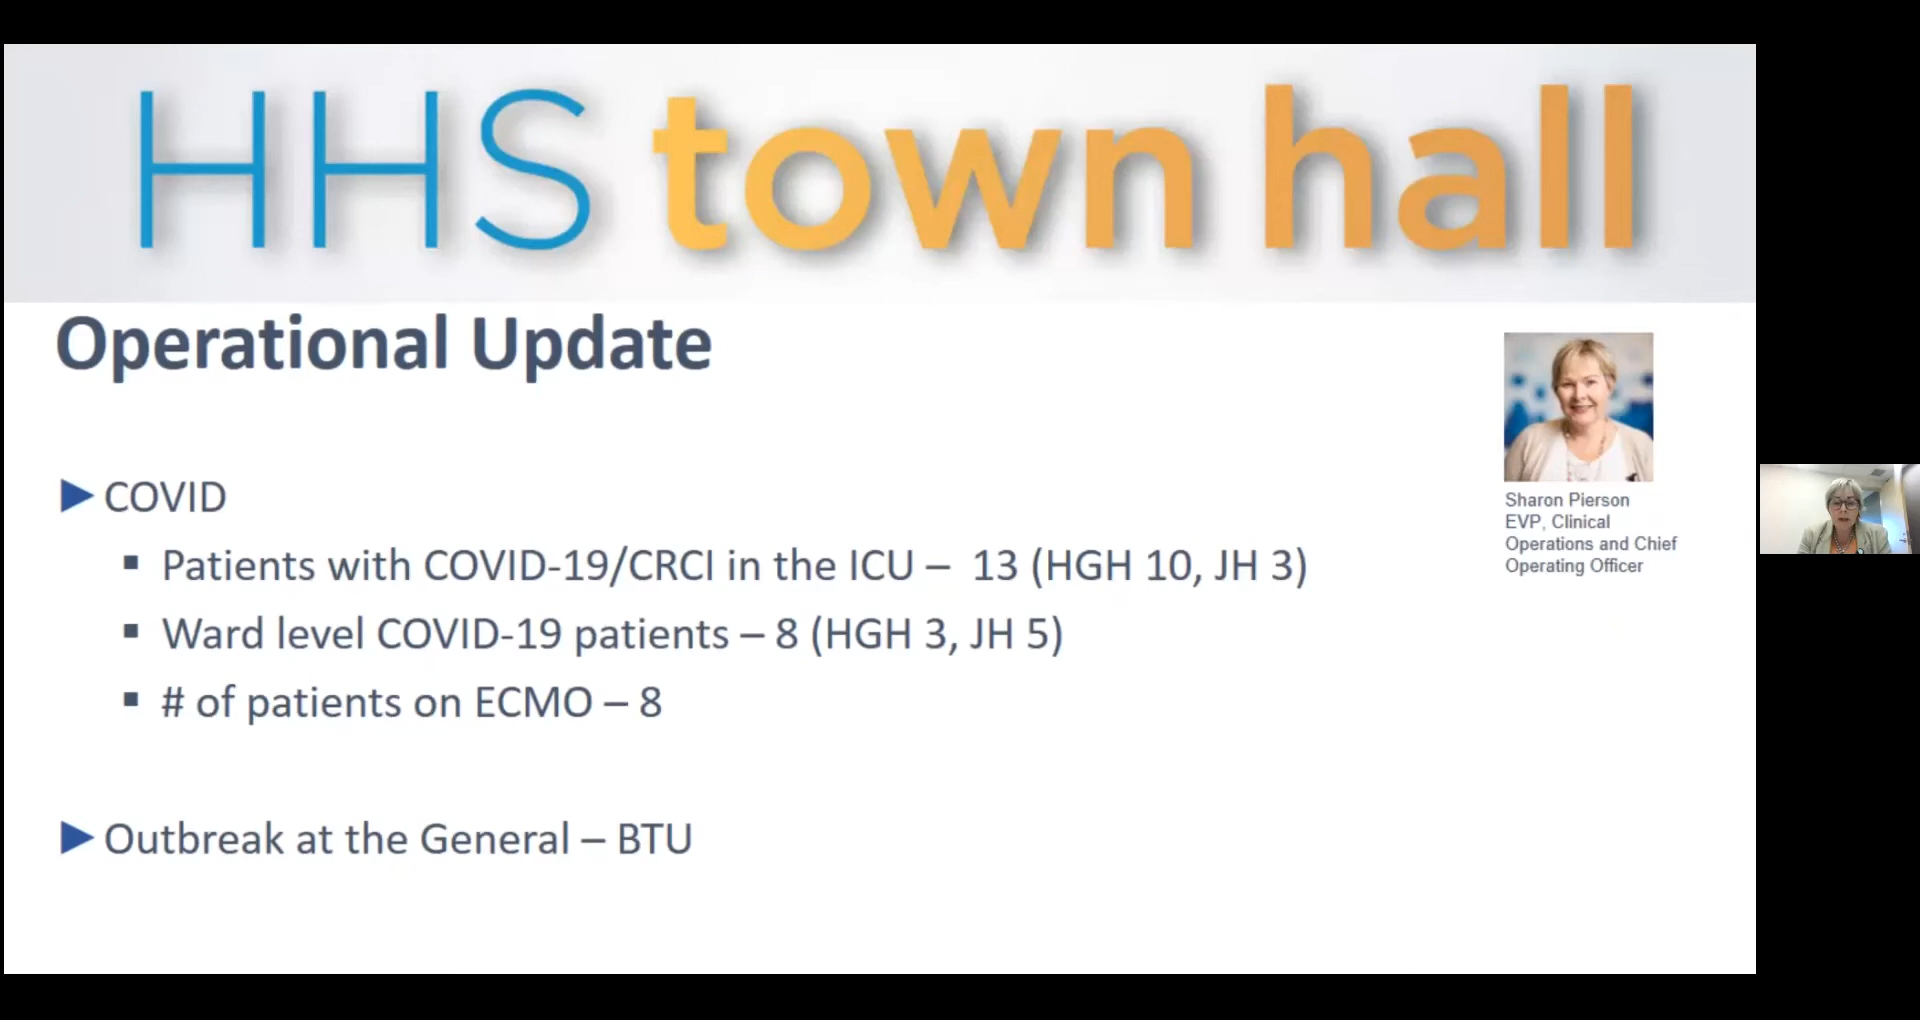 HHS town hall
Operational Update
▶ COVID
▪ Patients with COVID-19/CRCI in the ICU – 13 (HGH 10, JH 3)
▪ Ward level COVID-19 patients – 8 (HGH 3, JH 5)
▪ # of patients on ECMO – 8
▶ Outbreak at the General – BTU
Sharon Pierson
EVP, Clinical
Operations and Chief
Operating Officer